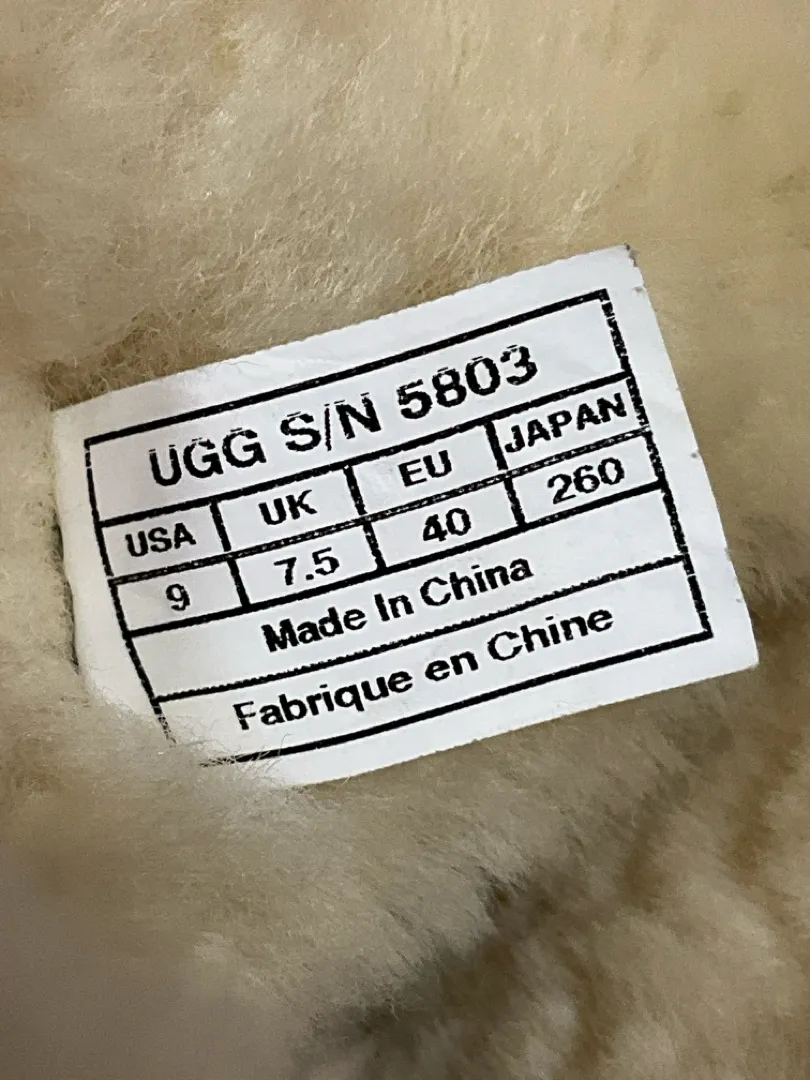 UGG S/N 5803
USA UK EU JAPAN
9 7.5 40 260
Made In China
Fabrique en Chine